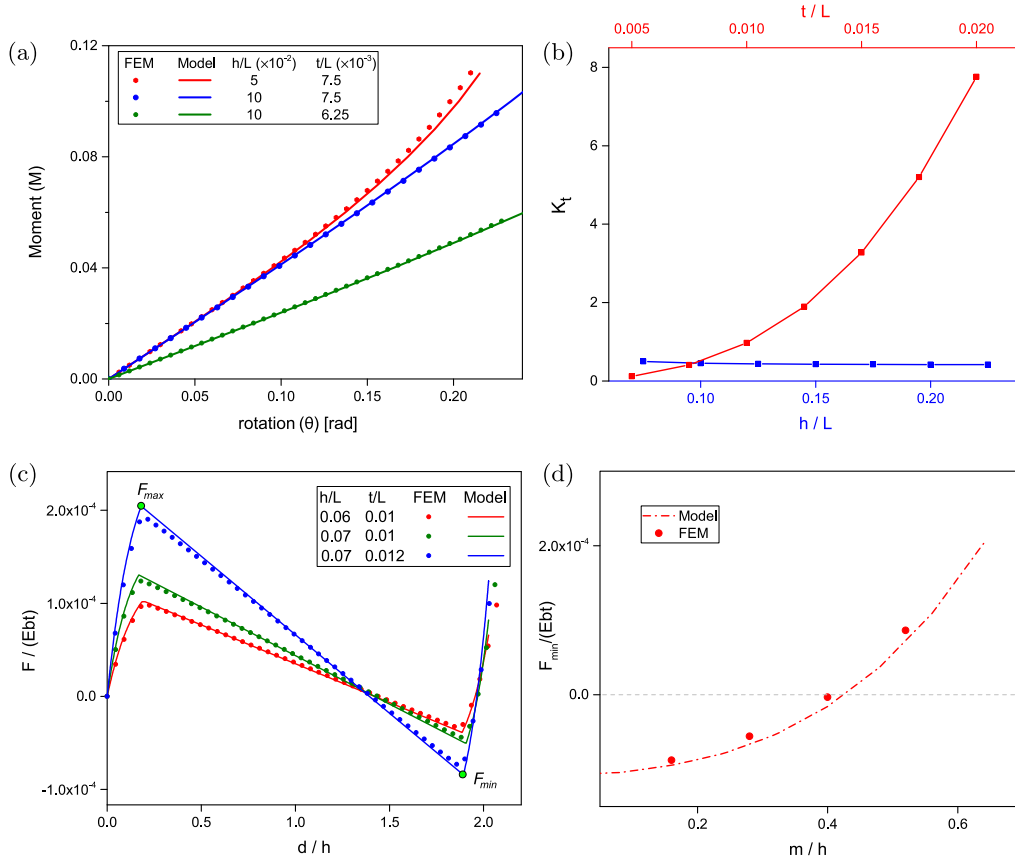 (a)
FEM Model h/L (×10⁻²) t/L (×10⁻³)
5 7.5
10 7.5
10 6.25
0.12
0.08
0.04
0.00
Moment (M)
0.00 0.05 0.10 0.15 0.20
rotation (θ) [rad]
(b)
t / L
0.005 0.010 0.015 0.020
8
6
4
2
0
K_t
0.10 0.15 0.20
h / L
(c)
F_max
h/L t/L FEM Model
0.06 0.01
0.07 0.01
0.07 0.012
2.0x10⁻⁴
1.0x10⁻⁴
0.0
-1.0x10⁻⁴
F / (Ebt)
F_min
0.0 0.5 1.0 1.5 2.0
d / h
(d)
Model
FEM
2.0x10⁻⁴
0.0
F_min/(Ebt)
0.2 0.4 0.6
m / h